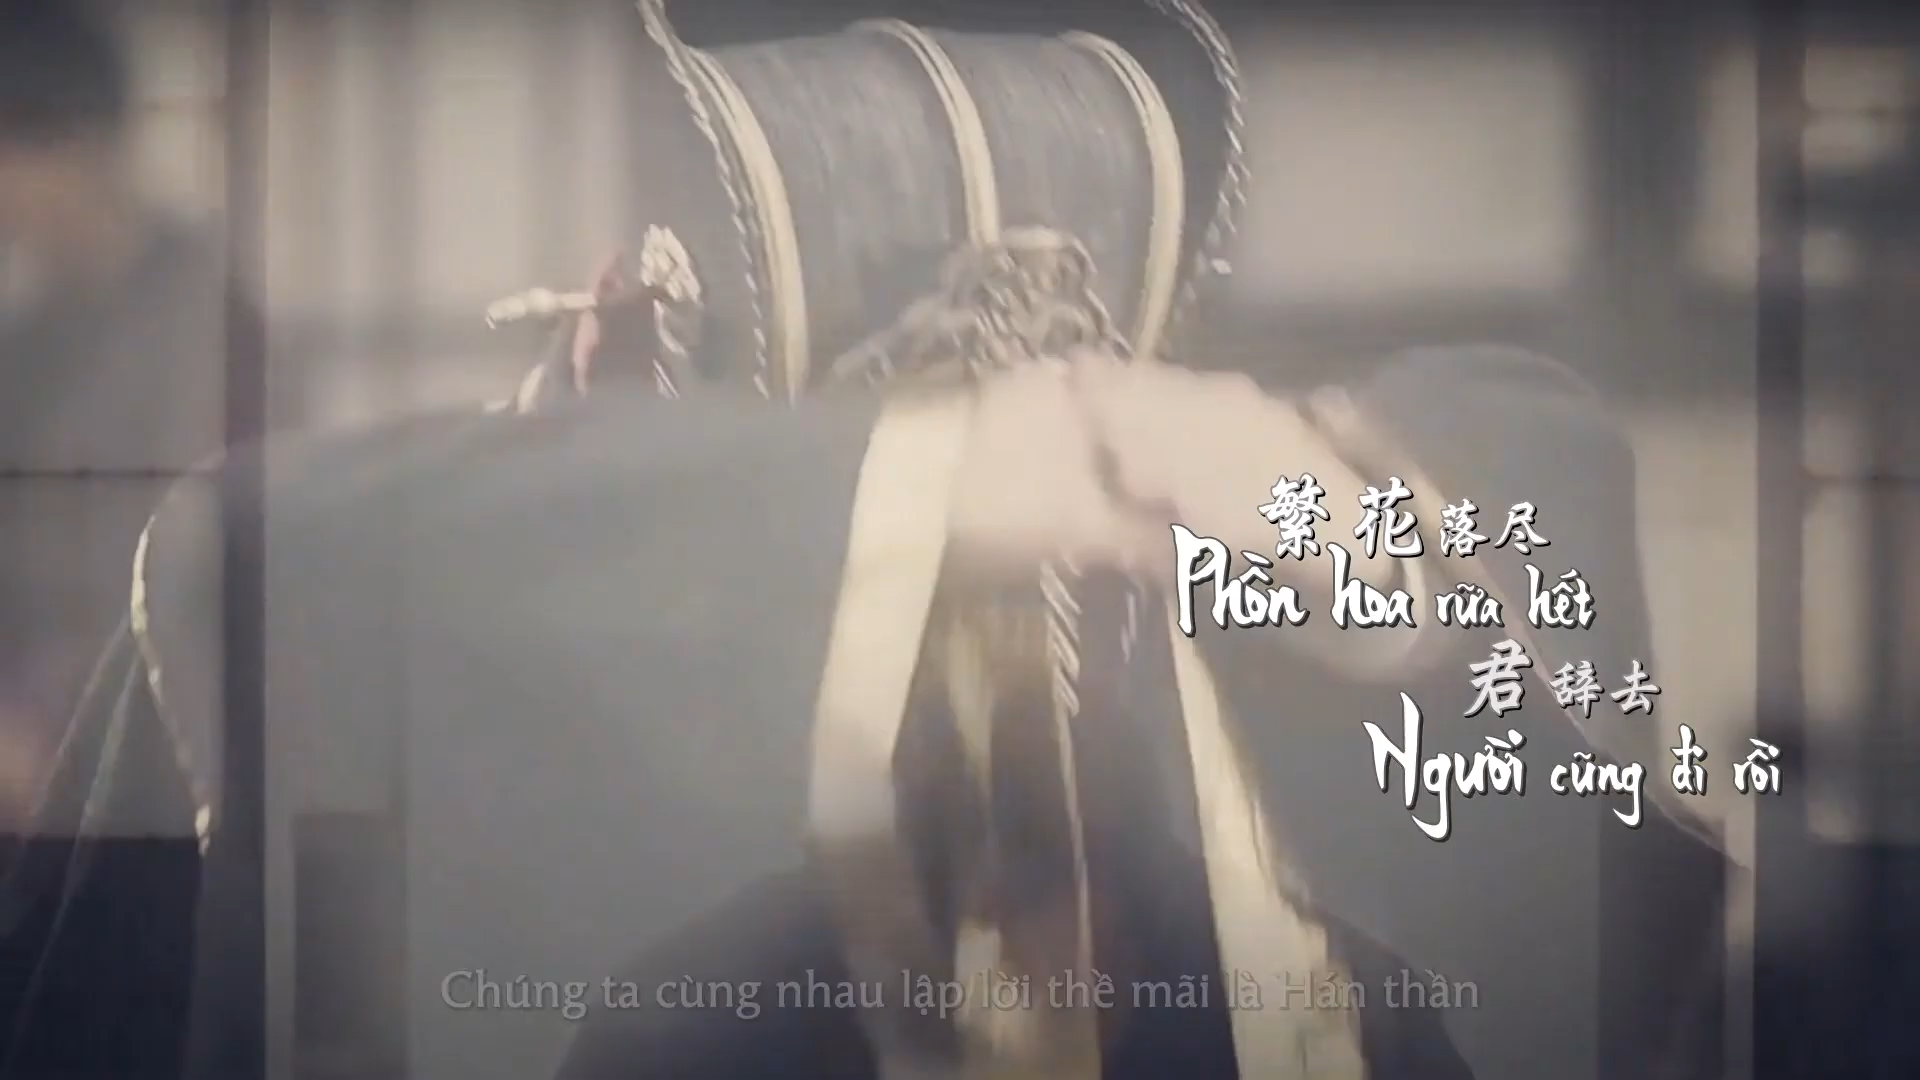 繁花落尽
Phồn hoa rữa hết
君辞去
Người cũng đi rồi
Chúng ta cùng nhau lập lời thề mãi là Hán thần